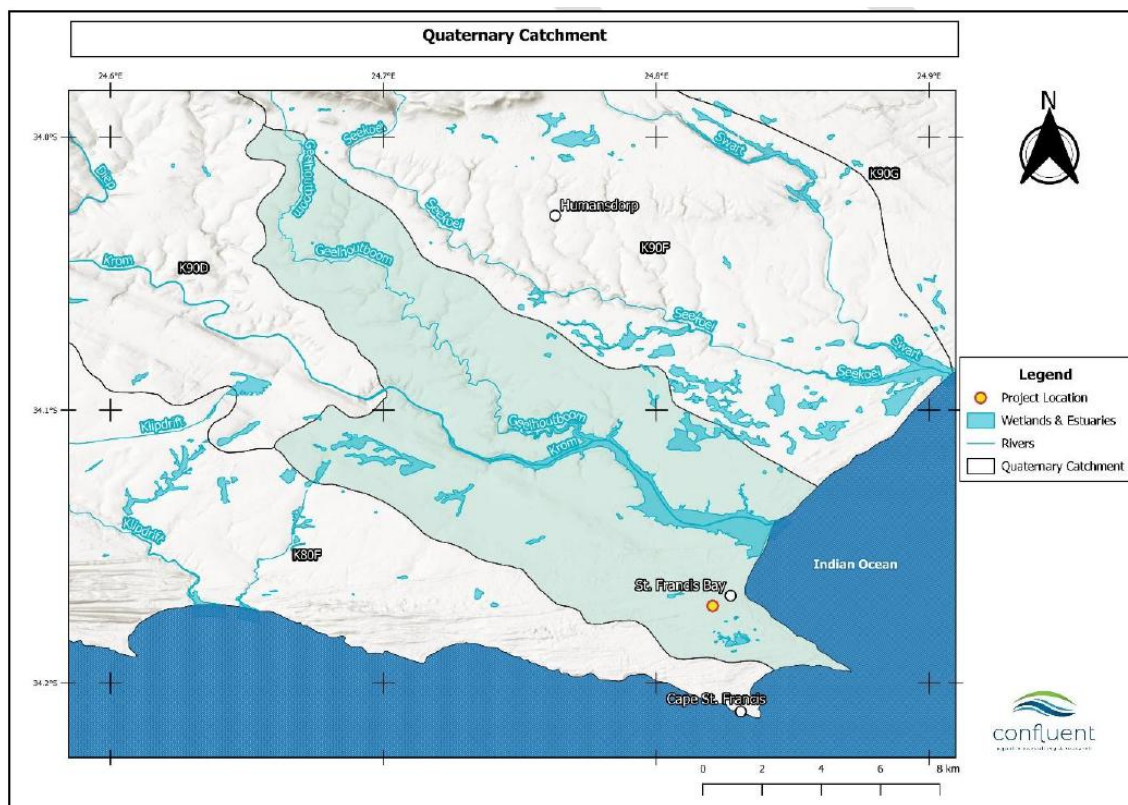 Quaternary Catchment
24.6°E
24.7°E
24.8°E
24.9°E
34.0°S
34.1°S
34.2°S
Geelhoutboom
Seekoei
Swart
K90G
Diep
Humansdorp
Seekoei
K90F
Geelhoutboom
Krom
K90D
Seekoei
Swart
Seekoei
Klipdrift
Geelhoutboom
Krom
Klipdrift
K80F
Indian Ocean
St. Francis Bay
Cape St. Francis
N
Legend
Project Location
Wetlands & Estuaries
Rivers
Quaternary Catchment
confluent
0 2 4 6 8 km